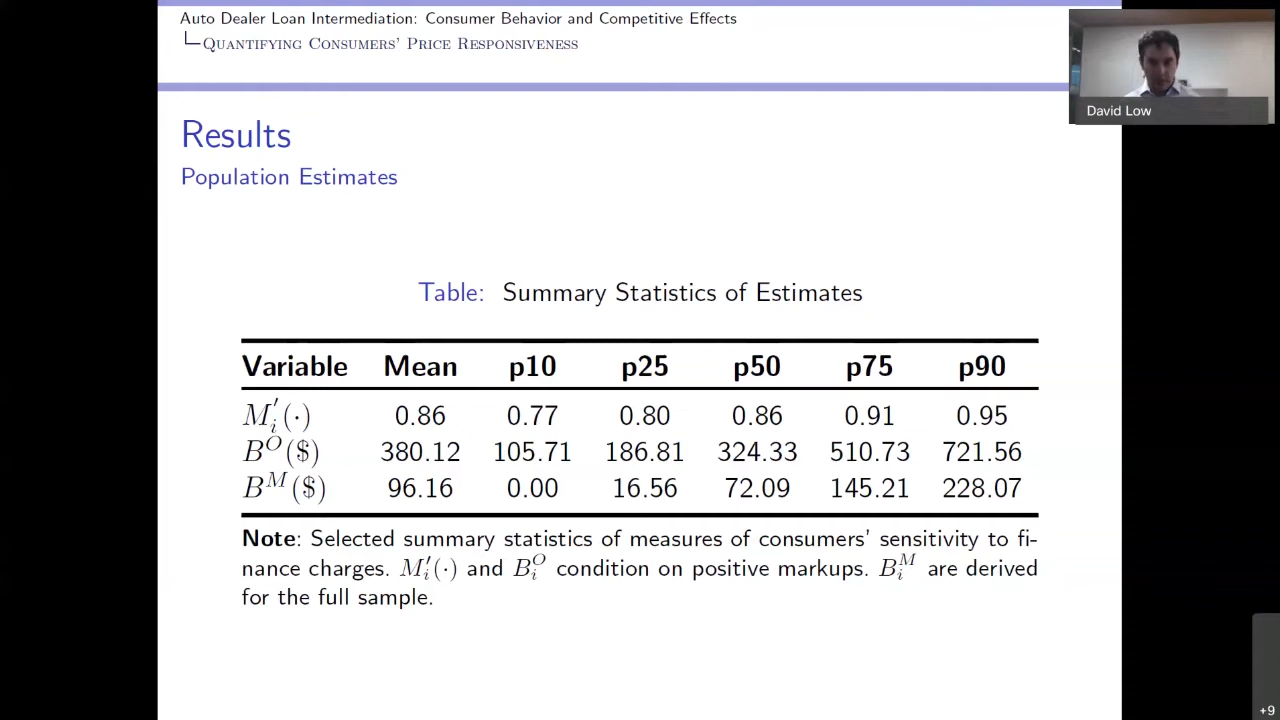 Auto Dealer Loan Intermediation: Consumer Behavior and Competitive Effects
Quantifying Consumers' Price Responsiveness
David Low
Results
Population Estimates
Table: Summary Statistics of Estimates
Variable Mean p10 p25 p50 p75 p90
M′ᵢ(·) 0.86 0.77 0.80 0.86 0.91 0.95
Bᴼ($) 380.12 105.71 186.81 324.33 510.73 721.56
Bᴹ($) 96.16 0.00 16.56 72.09 145.21 228.07
Note: Selected summary statistics of measures of consumers' sensitivity to fi-
nance charges. M′ᵢ(·) and Bᵢᴼ condition on positive markups. Bᵢᴹ are derived
for the full sample.
+9